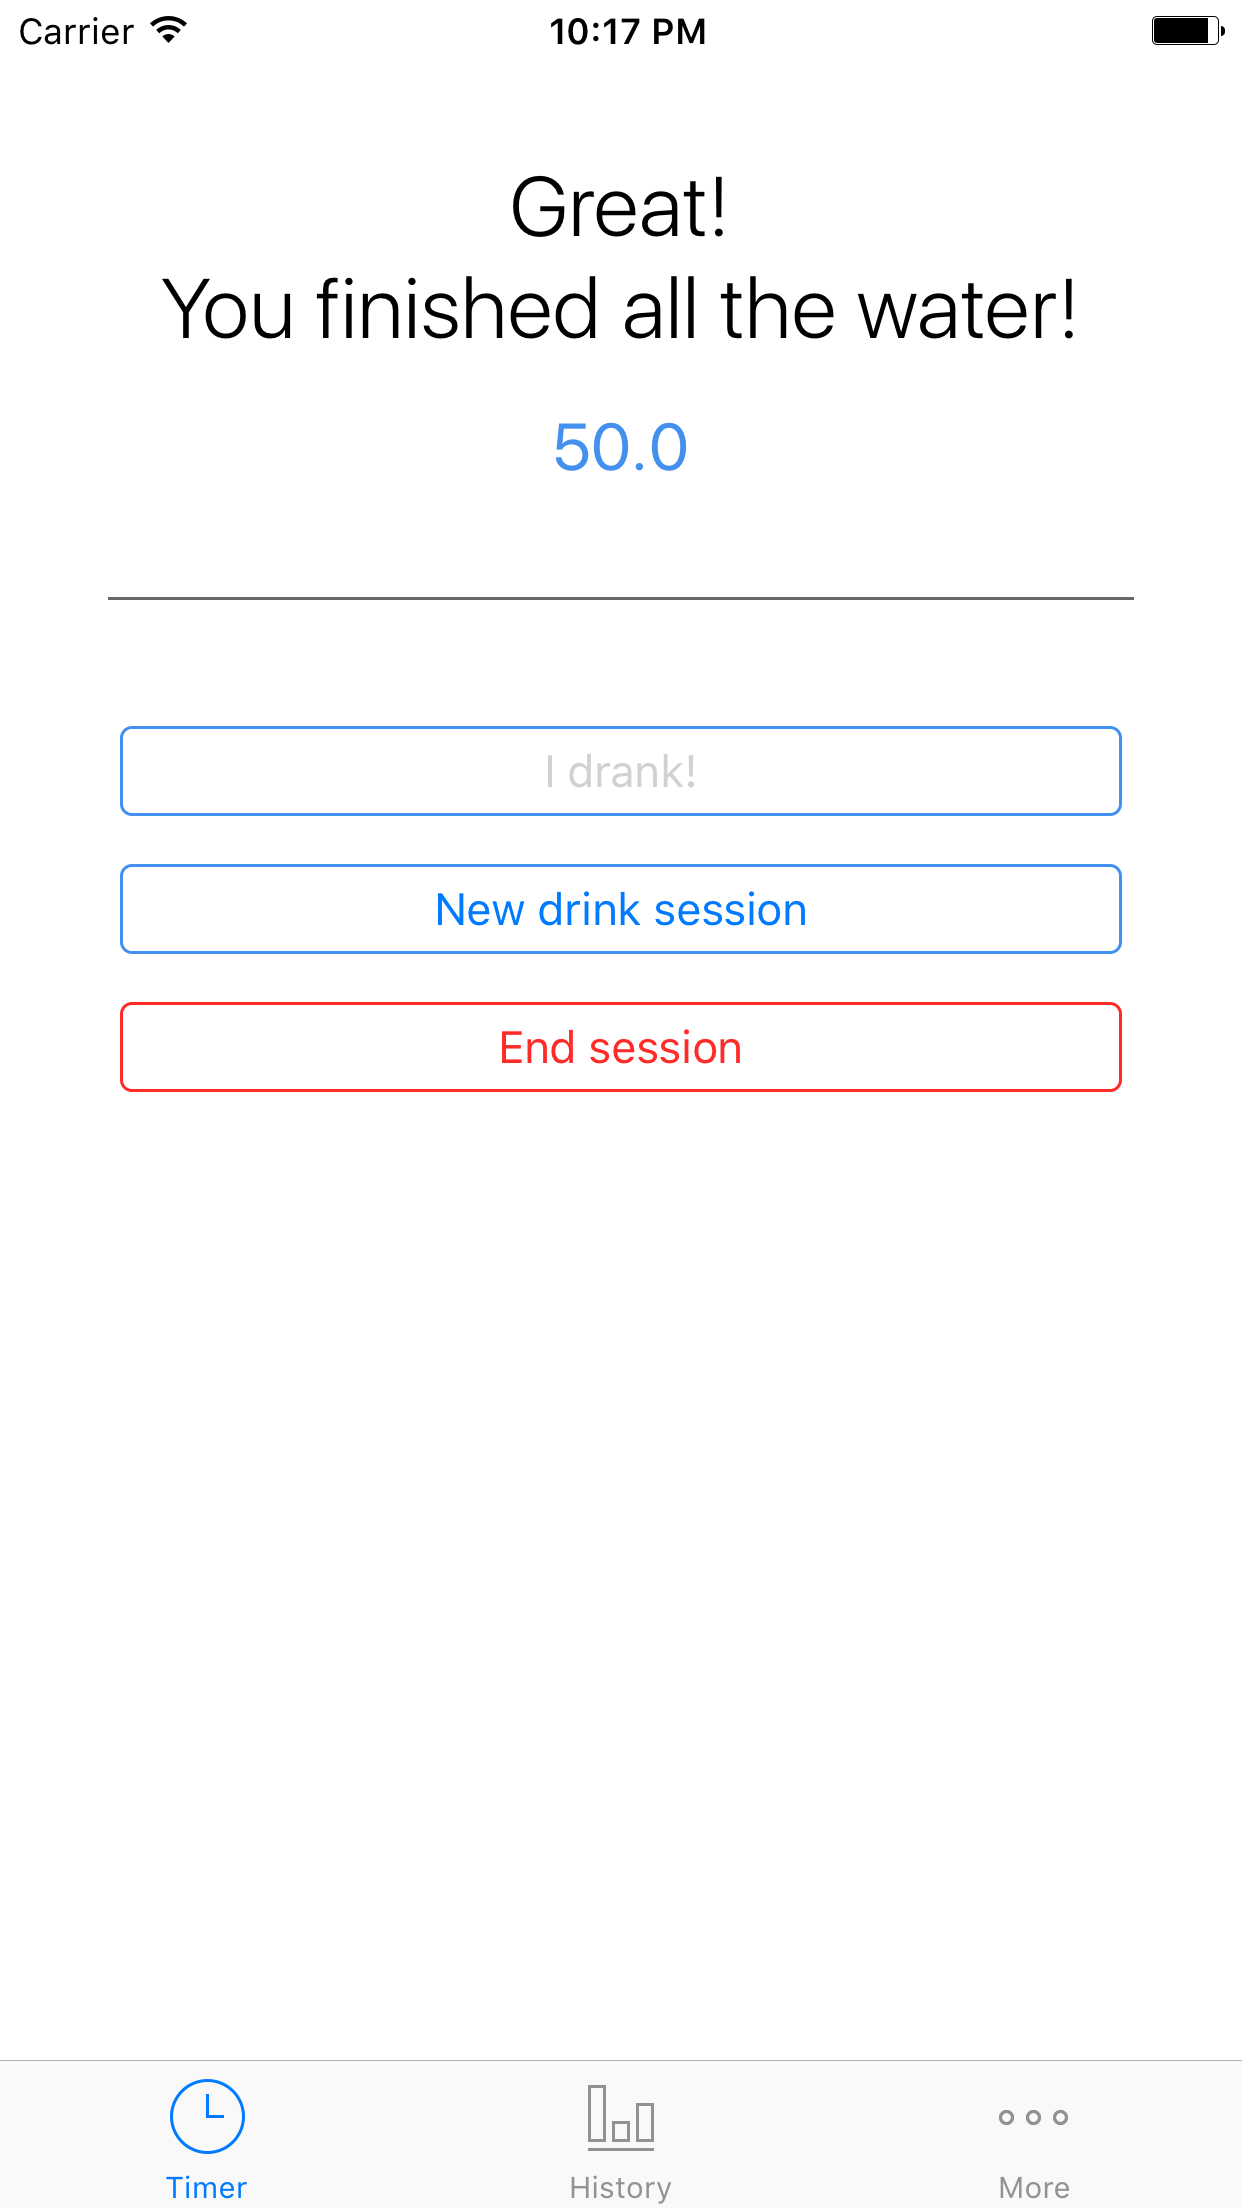 Carrier 10:17 PM
Great!
You finished all the water!
50.0
I drank!
New drink session
End session
Timer History More